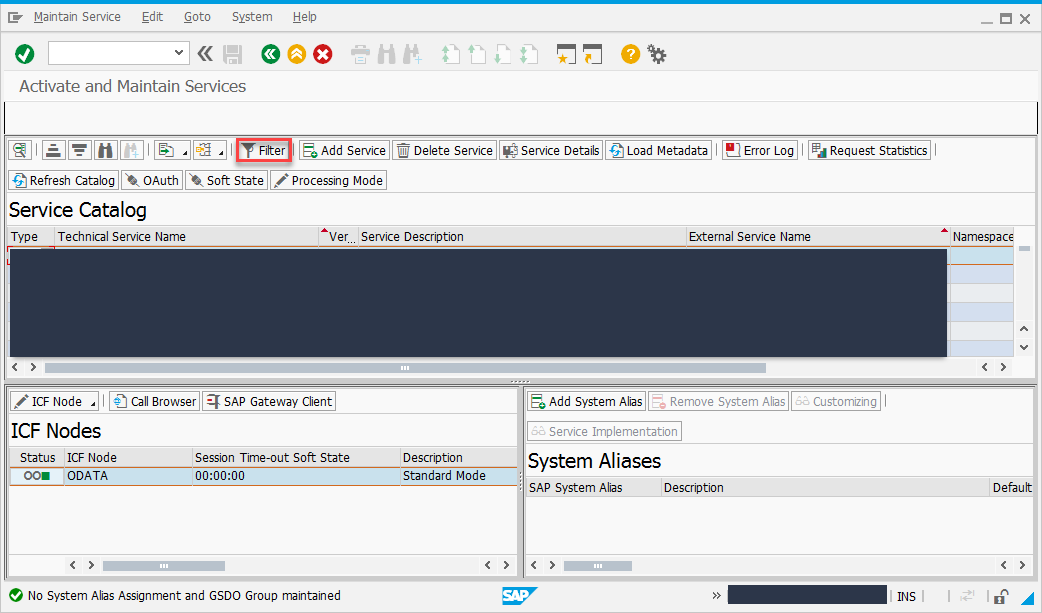 Maintain Service Edit Goto System Help
Activate and Maintain Services
Filter Add Service Delete Service Service Details Load Metadata Error Log Request Statistics
Refresh Catalog OAuth Soft State Processing Mode
Service Catalog
Type Technical Service Name Ver... Service Description External Service Name Namespace
ICF Node Call Browser SAP Gateway Client
ICF Nodes
Status ICF Node Session Time-out Soft State Description
ODATA 00:00:00 Standard Mode
Add System Alias Remove System Alias Customizing
Service Implementation
System Aliases
SAP System Alias Description Default
No System Alias Assignment and GSDO Group maintained SAP INS